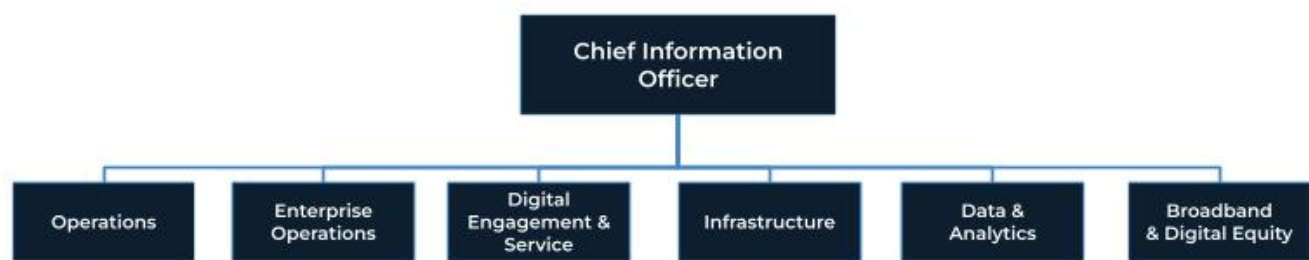 Chief Information
Officer
Operations
Enterprise
Operations
Digital
Engagement &
Service
Infrastructure
Data &
Analytics
Broadband
& Digital Equity